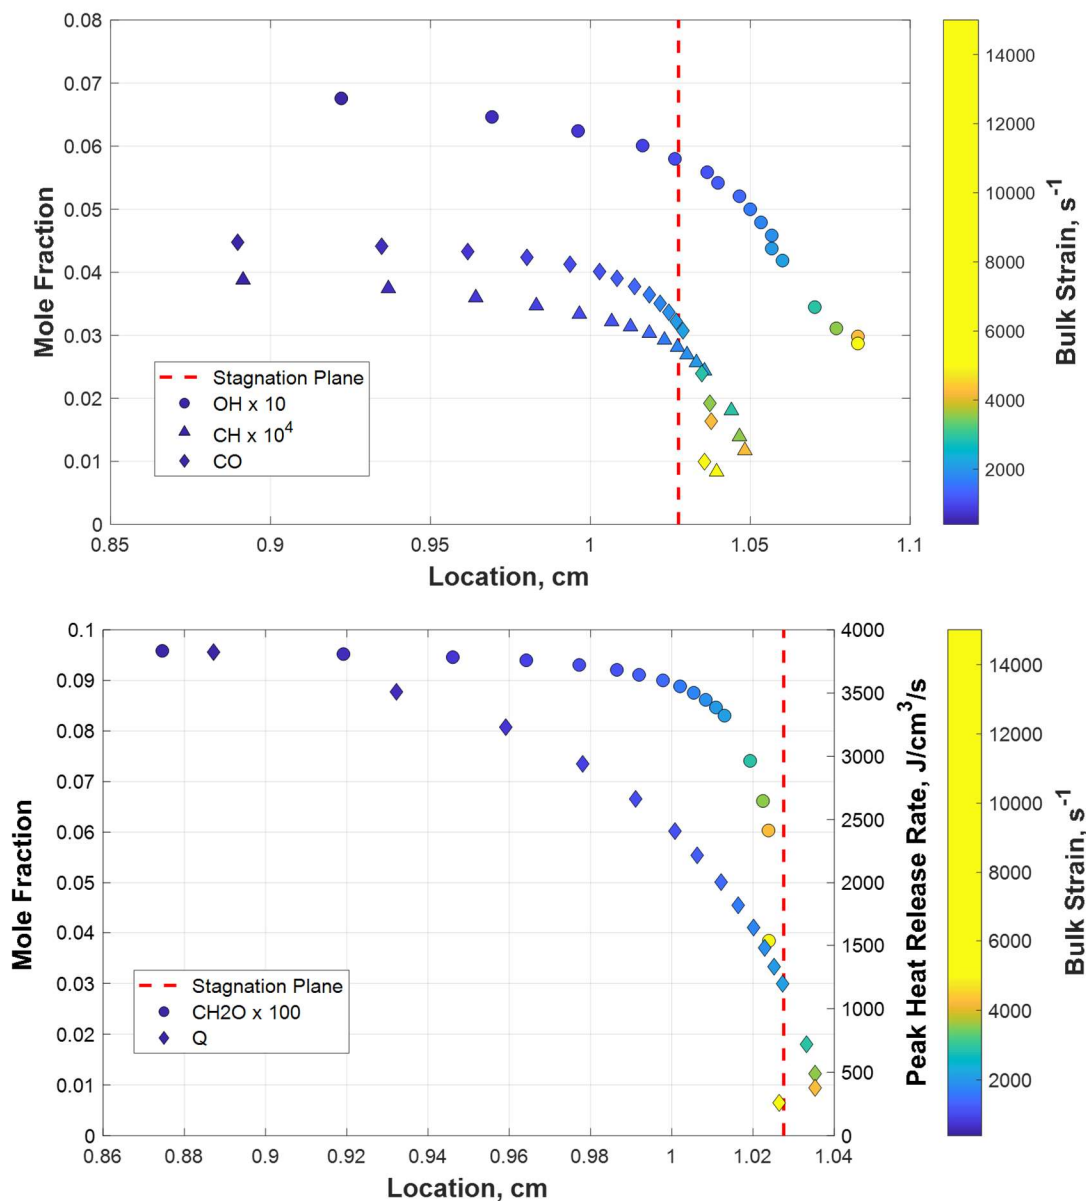 0.08
0.07
0.06
0.05
0.04
0.03
0.02
0.01
0
Mole Fraction
Stagnation Plane
OH x 10
CH x 10^4
CO
0.85 0.9 0.95 1 1.05 1.1
Location, cm
14000
12000
10000
8000
6000
4000
2000
Bulk Strain, s^-1
0.1
0.09
0.08
0.07
0.06
0.05
0.04
0.03
0.02
0.01
0
Mole Fraction
Stagnation Plane
CH2O x 100
Q
0.86 0.88 0.9 0.92 0.94 0.96 0.98 1 1.02 1.04
Location, cm
4000
3500
3000
2500
2000
1500
1000
500
0
Peak Heat Release Rate, J/cm^3/s
14000
12000
10000
8000
6000
4000
2000
Bulk Strain, s^-1